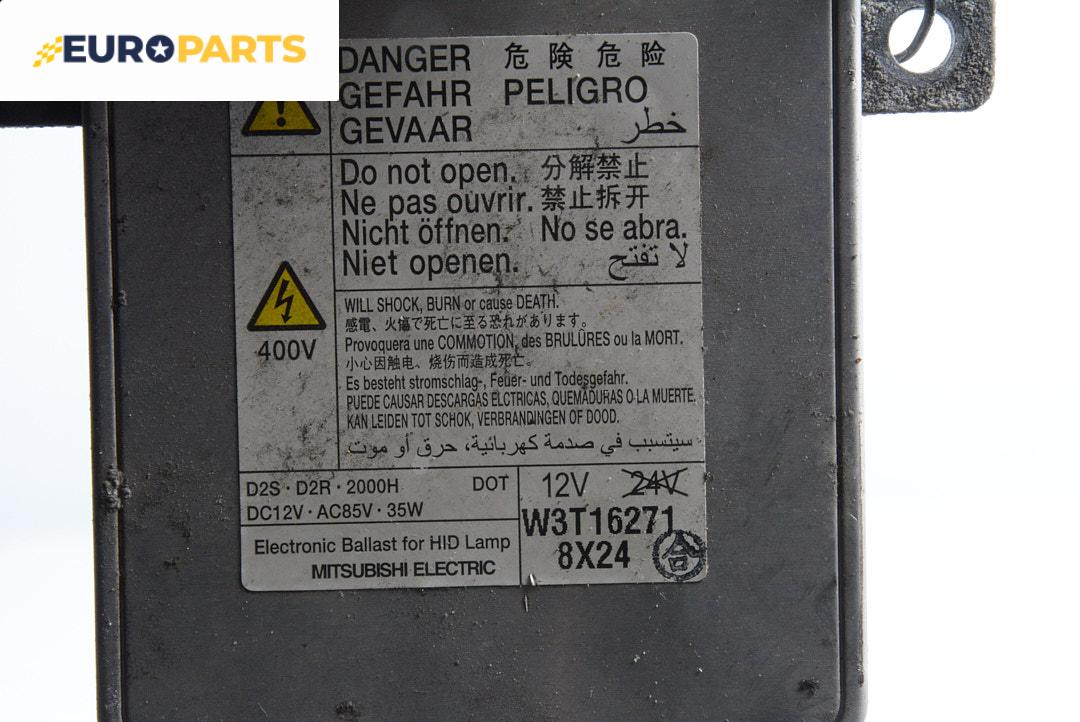 EUROPARTS
DANGER 危 険 危 险
GEFAHR PELIGRO
GEVAAR خطر
Do not open. 分解禁止
Ne pas ouvrir. 禁止拆开
Nicht öffnen. No se abra.
Niet openen. لا تفتح
400V
WILL SHOCK, BURN or cause DEATH.
感電、火傷で死亡に至る恐れがあります。
Provoquera une COMMOTION, des BRULÛRES ou la MORT.
小心因触电、烧伤而造成死亡。
Es besteht stromschlag-, Feuer- und Todesgefahr.
PUEDE CAUSAR DESCARGAS ELCTRICAS, QUEMADURAS O LA MUERTE.
KAN LEIDEN TOT SCHOK, VERBRANDINGEN OF DOOD.
سيتسبب في صدمة كهربائية، حرق أو موت
D2S · D2R · 2000H DOT
DC12V · AC85V · 35W
12V 24V
W3T16271
8X24 合
Electronic Ballast for HID Lamp
MITSUBISHI ELECTRIC